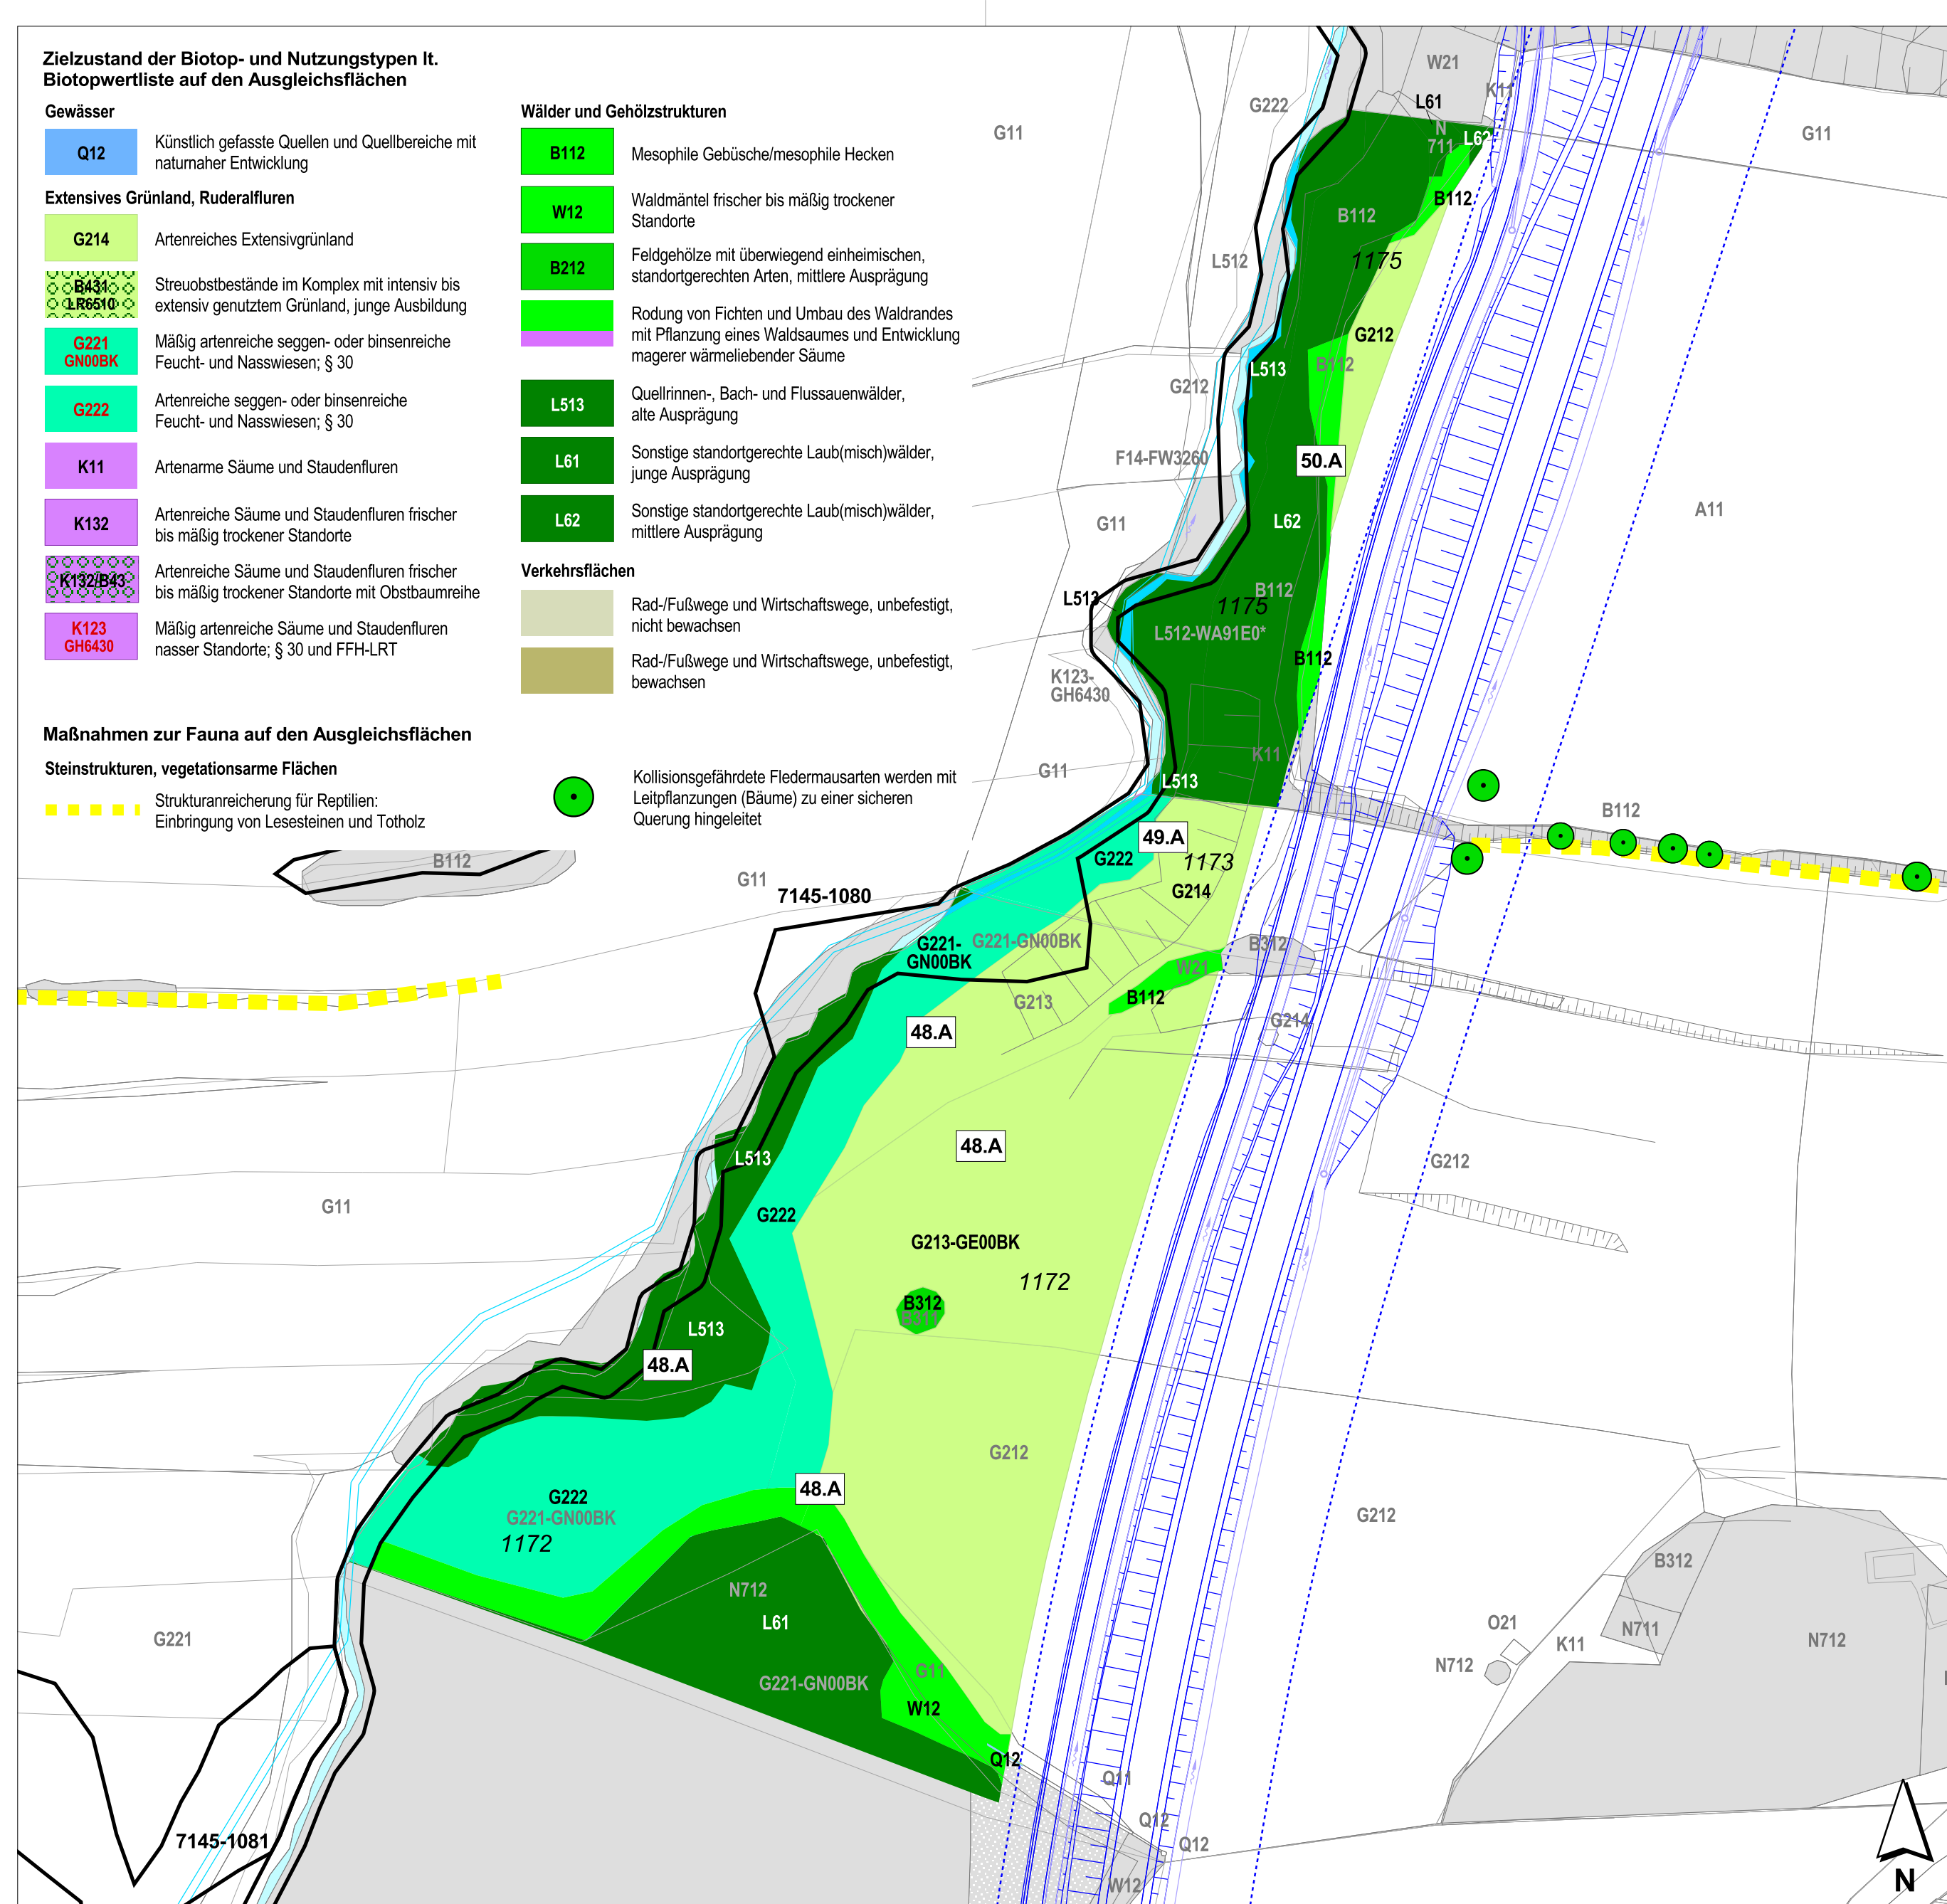 Zielzustand der Biotop- und Nutzungstypen lt.
Biotopwertliste auf den Ausgleichsflächen
Gewässer
Q12
Künstlich gefasste Quellen und Quellbereiche mit
naturnaher Entwicklung
Extensives Grünland, Ruderalfluren
G214
Artenreiches Extensivgrünland
B431
LR6510
Streuobstbestände im Komplex mit intensiv bis
extensiv genutztem Grünland, junge Ausbildung
G221
GN00BK
Mäßig artenreiche seggen- oder binsenreiche
Feucht- und Nasswiesen; § 30
G222
Artenreiche seggen- oder binsenreiche
Feucht- und Nasswiesen; § 30
K11
Artenarme Säume und Staudenfluren
K132
Artenreiche Säume und Staudenfluren frischer
bis mäßig trockener Standorte
K132/B43
Artenreiche Säume und Staudenfluren frischer
bis mäßig trockener Standorte mit Obstbaumreihe
K123
GH6430
Mäßig artenreiche Säume und Staudenfluren
nasser Standorte; § 30 und FFH-LRT
Wälder und Gehölzstrukturen
B112
Mesophile Gebüsche/mesophile Hecken
W12
Waldmäntel frischer bis mäßig trockener
Standorte
B212
Feldgehölze mit überwiegend einheimischen,
standortgerechten Arten, mittlere Ausprägung
Rodung von Fichten und Umbau des Waldrandes
mit Pflanzung eines Waldsaumes und Entwicklung
magerer wärmeliebender Säume
L513
Quellrinnen-, Bach- und Flussauenwälder,
alte Ausprägung
L61
Sonstige standortgerechte Laub(misch)wälder,
junge Ausprägung
L62
Sonstige standortgerechte Laub(misch)wälder,
mittlere Ausprägung
Verkehrsflächen
Rad-/Fußwege und Wirtschaftswege, unbefestigt,
nicht bewachsen
Rad-/Fußwege und Wirtschaftswege, unbefestigt,
bewachsen
Maßnahmen zur Fauna auf den Ausgleichsflächen
Steinstrukturen, vegetationsarme Flächen
Strukturanreicherung für Reptilien:
Einbringung von Lesesteinen und Totholz
Kollisionsgefährdete Fledermausarten werden mit
Leitpflanzungen (Bäume) zu einer sicheren
Querung hingeleitet
W21
K11
G222
L61
G11
N
711
L62
G11
B112
B112
L512
1175
G212
B112
L513
G212
50.A
F14-FW3260
A11
G11
L62
B112
L513
1175
L512-WA91E0*
B112
K123-
GH6430
K11
G11
L513
B112
49.A
G222
1173
B112
G11
G214
7145-1080
G221-
GN00BK
G221-GN00BK
B312
W21
G213
B112
G214
48.A
48.A
L513
G212
G11
G222
G213-GE00BK
1172
B312
B311
L513
48.A
G212
48.A
G222
G221-GN00BK
G212
1172
B312
N712
L61
O21
N711
G221
K11
N712
N712
G11
G221-GN00BK
W12
Q12
Q11
Q12
Q12
7145-1081
W12
N